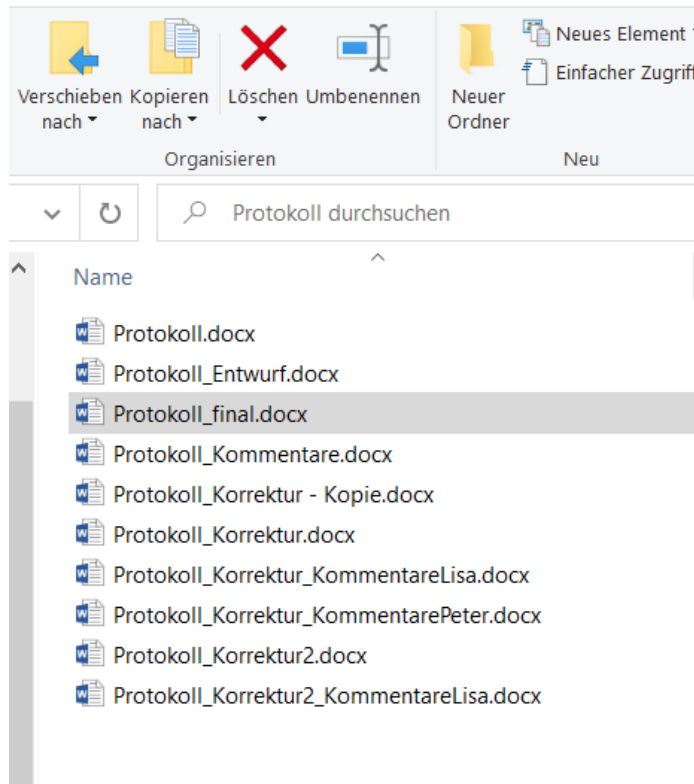 Verschieben nach
Kopieren nach
Löschen
Umbenennen
Neuer Ordner
Neues Element
Einfacher Zugriff
Organisieren
Neu
Protokoll durchsuchen
Name
Protokoll.docx
Protokoll_Entwurf.docx
Protokoll_final.docx
Protokoll_Kommentare.docx
Protokoll_Korrektur - Kopie.docx
Protokoll_Korrektur.docx
Protokoll_Korrektur_KommentareLisa.docx
Protokoll_Korrektur_KommentarePeter.docx
Protokoll_Korrektur2.docx
Protokoll_Korrektur2_KommentareLisa.docx